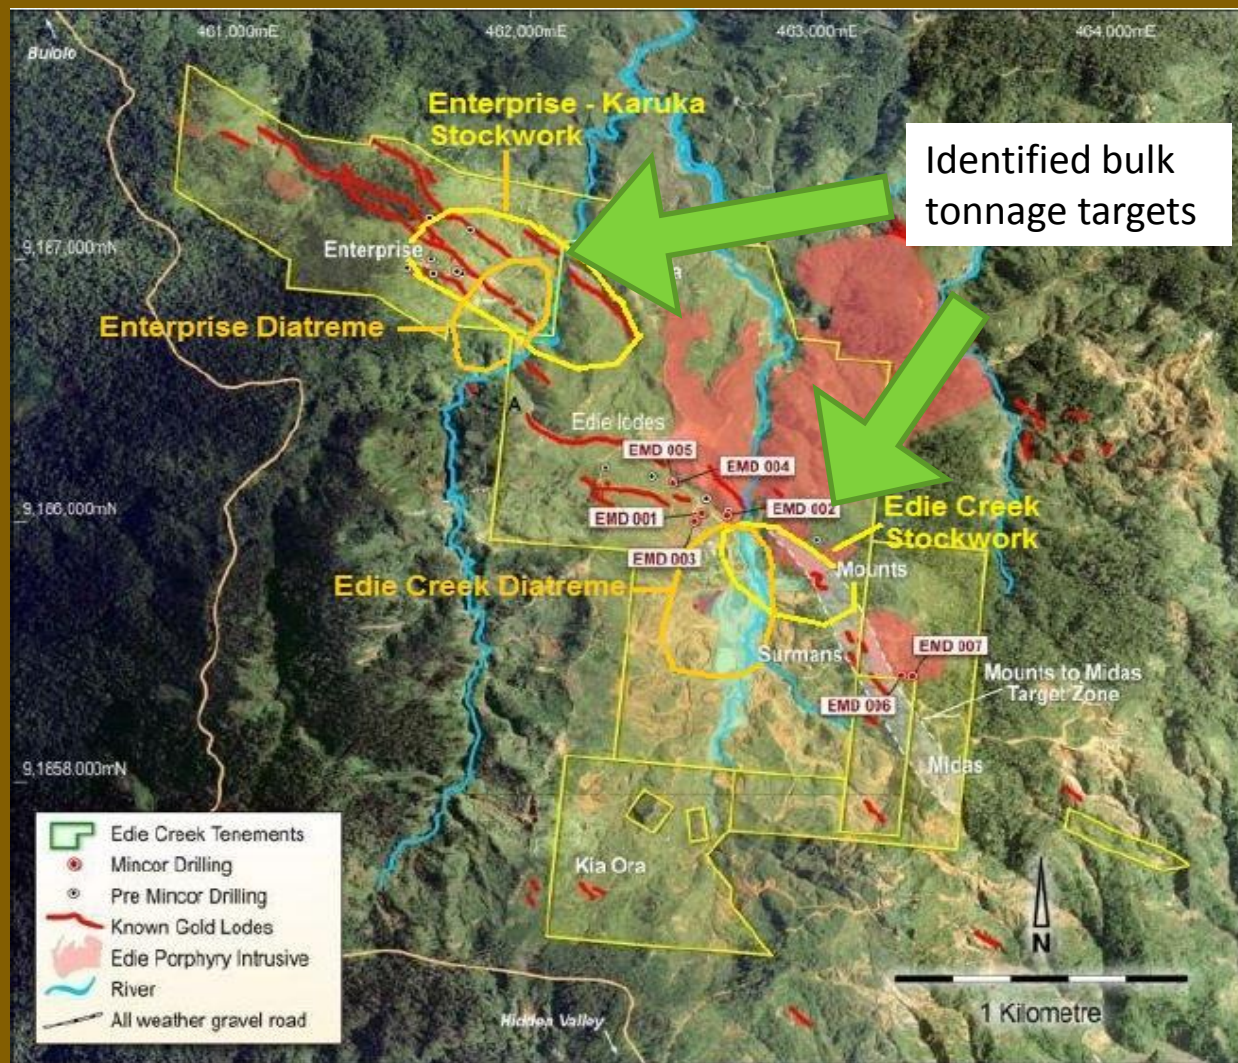 461,000mE
462,000mE
463,000mE
464,000mE
Bulolo
Enterprise - Karuka
Stockwork
Identified bulk
tonnage targets
9,187,000mN
Enterprise
a
Enterprise Diatreme
A
Edie lodes
EMD 005
EMD 004
EMD 001
EMD 002
9,186,000mN
Edie Creek
Stockwork
EMD 003
Mounts
Edie Creek Diatreme
Surmans
EMD 007
Mounts to Midas
Target Zone
EMD 006
Midas
9,1858,000mN
Edie Creek Tenements
Mincor Drilling
Pre Mincor Drilling
Known Gold Lodes
Edie Porphyry Intrusive
River
All weather gravel road
Kia Ora
N
1 Kilometre
Hidden Valley